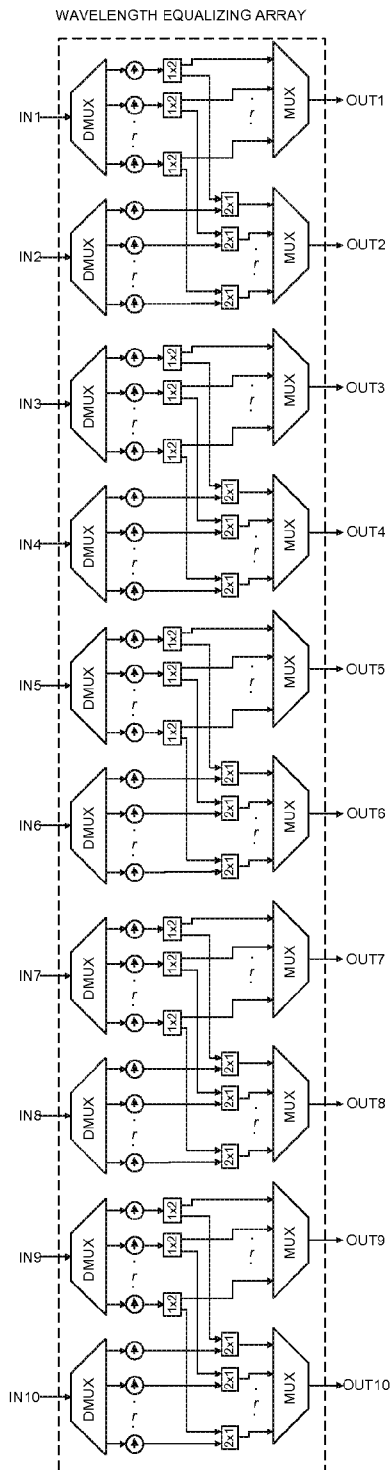 WAVELENGTH EQUALIZING ARRAY
IN1 DMUX 1x2 1x2 1x2 r r MUX OUT1
IN2 DMUX 2x1 2x1 2x1 r r MUX OUT2
IN3 DMUX 1x2 1x2 1x2 r r MUX OUT3
IN4 DMUX 2x1 2x1 2x1 r r MUX OUT4
IN5 DMUX 1x2 1x2 1x2 r r MUX OUT5
IN6 DMUX 2x1 2x1 2x1 r r MUX OUT6
IN7 DMUX 1x2 1x2 1x2 r r MUX OUT7
IN8 DMUX 2x1 2x1 2x1 r r MUX OUT8
IN9 DMUX 1x2 1x2 1x2 r r MUX OUT9
IN10 DMUX 2x1 2x1 2x1 r r MUX OUT10